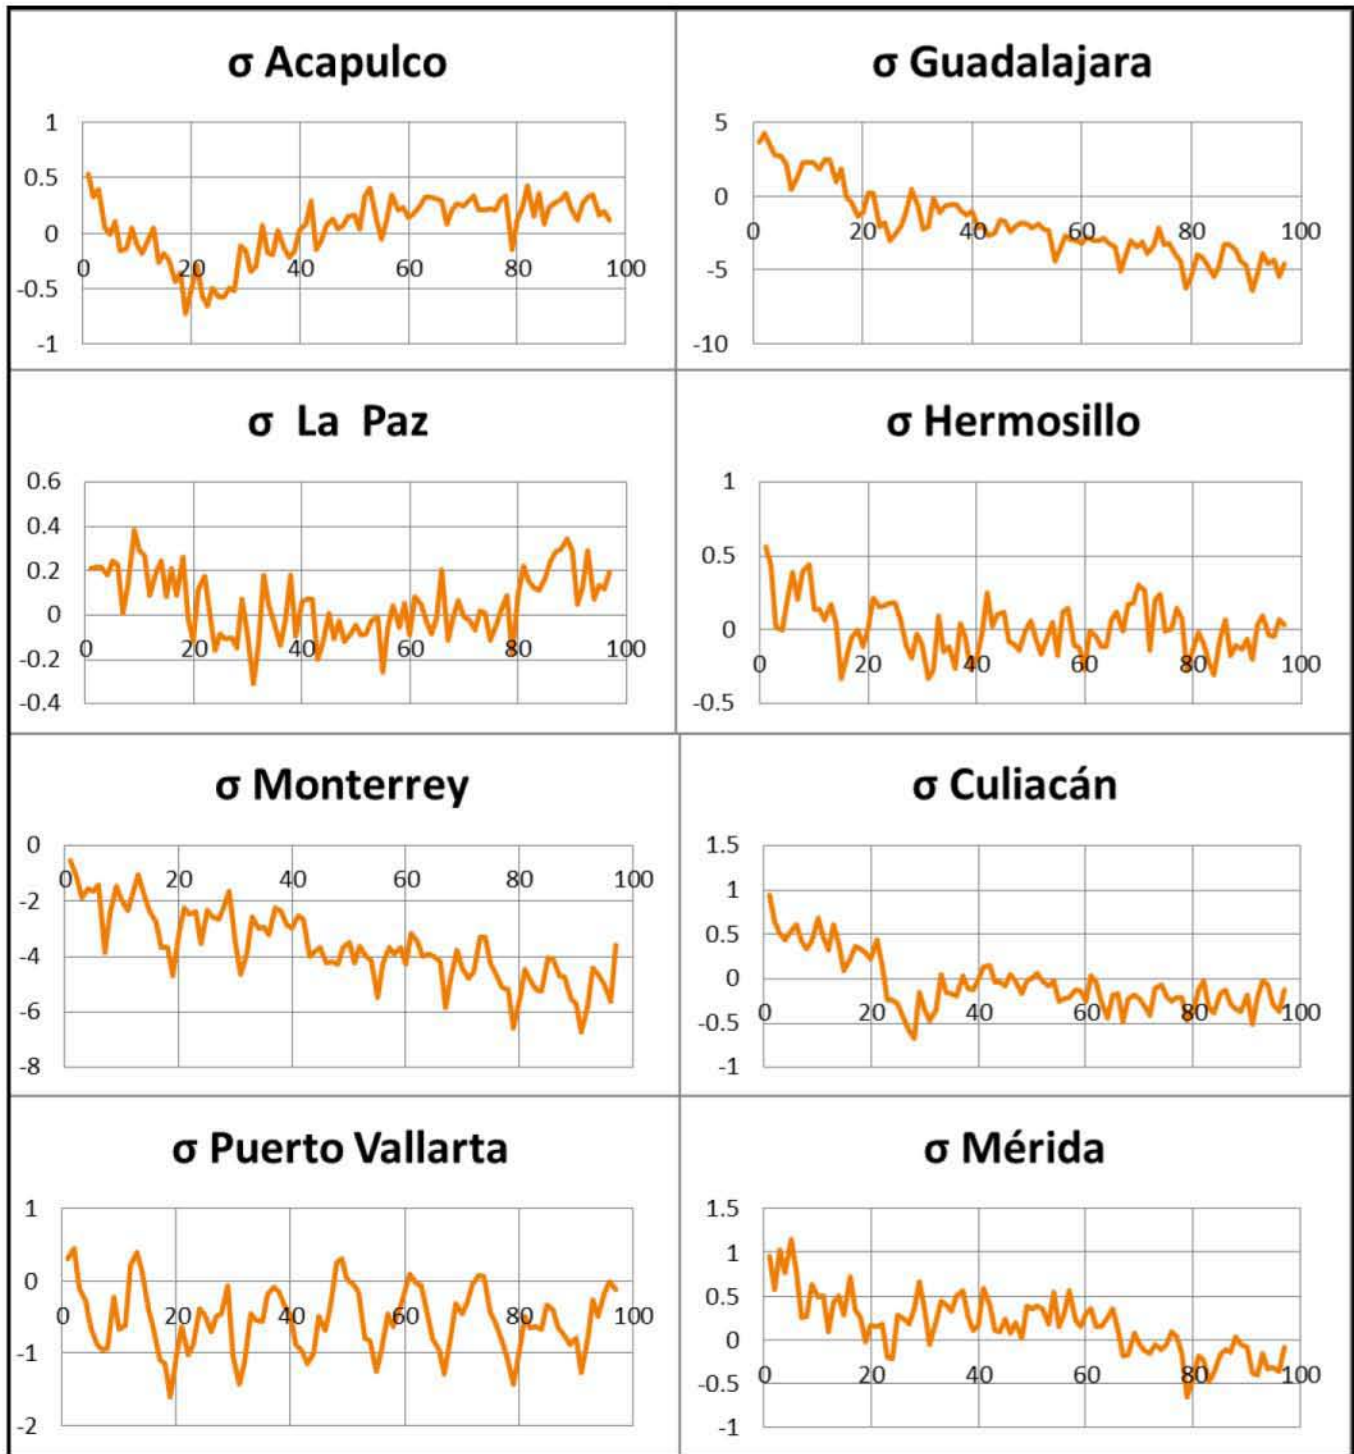 σ Acapulco
1
0.5
0
-0.5
-1
0 20 40 60 80 100
σ Guadalajara
5
0
-5
-10
0 20 40 60 80 100
σ La Paz
0.6
0.4
0.2
0
-0.2
-0.4
0 20 40 60 80 100
σ Hermosillo
1
0.5
0
-0.5
0 20 40 60 80 100
σ Monterrey
0
-2
-4
-6
-8
0 20 40 60 80 100
σ Culiacán
1.5
1
0.5
0
-0.5
-1
0 20 40 60 80 100
σ Puerto Vallarta
1
0
-1
-2
0 20 40 60 80 100
σ Mérida
1.5
1
0.5
0
-0.5
-1
0 20 40 60 80 100